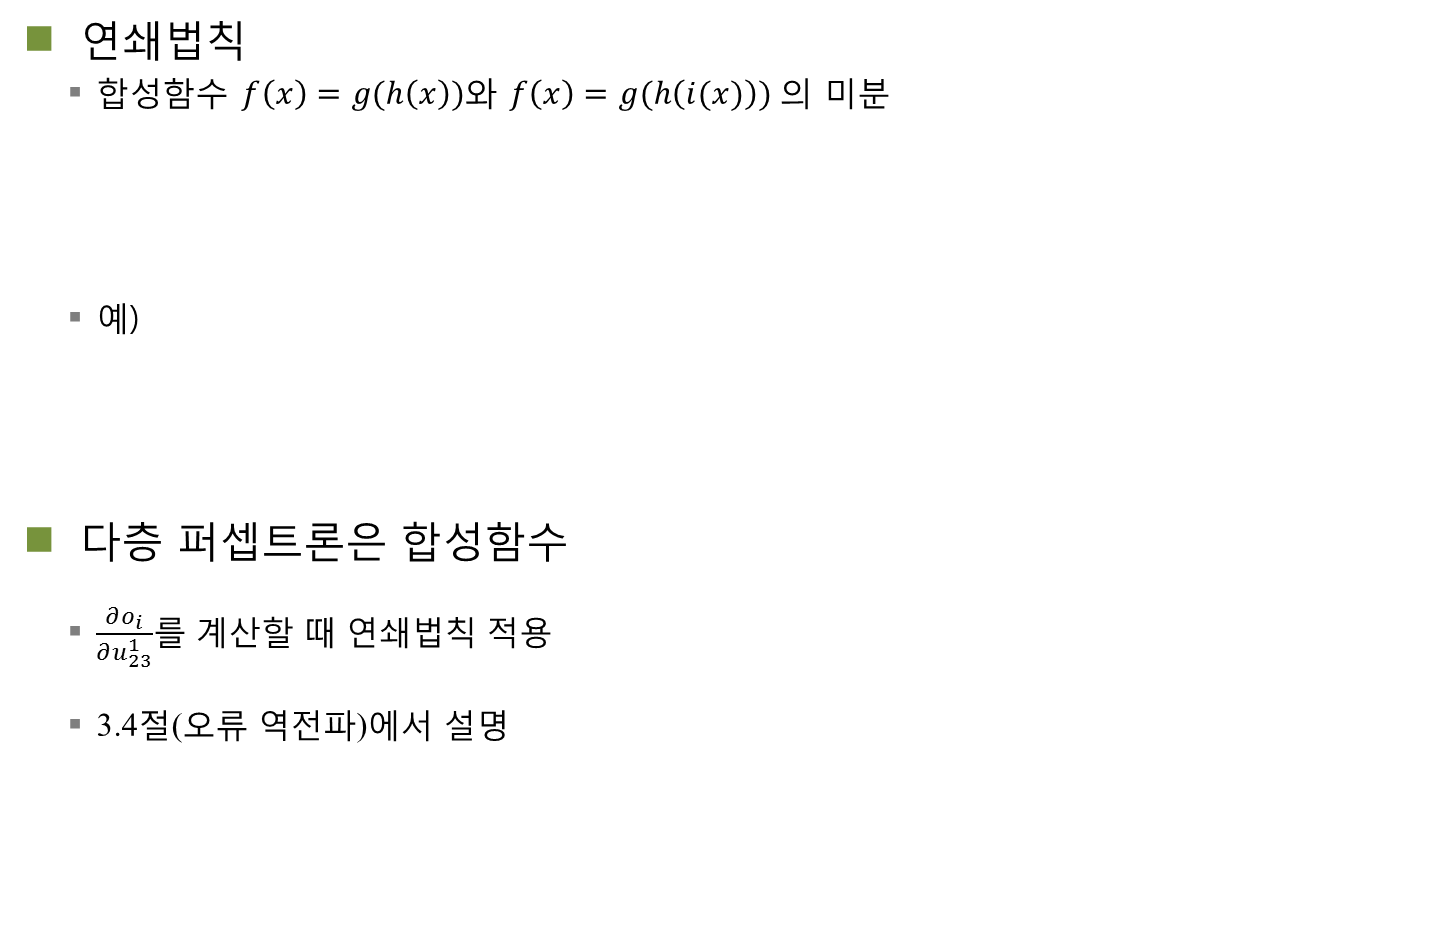 연쇄법칙
합성함수 f(x) = g(h(x))와 f(x) = g(h(i(x))) 의 미분
예)
다층 퍼셉트론은 합성함수
∂o_i/∂u^1_23를 계산할 때 연쇄법칙 적용
3.4절(오류 역전파)에서 설명